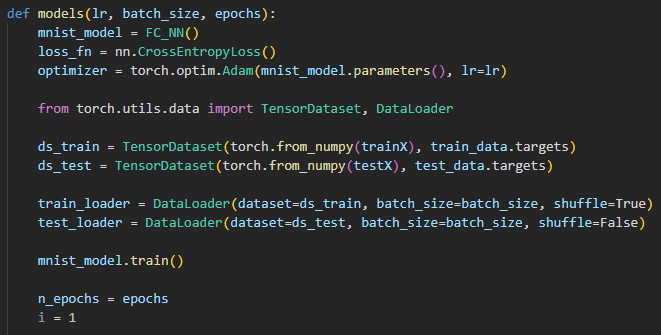 def models(lr, batch_size, epochs):
    mnist_model = FC_NN()
    loss_fn = nn.CrossEntropyLoss()
    optimizer = torch.optim.Adam(mnist_model.parameters(), lr=lr)
    from torch.utils.data import TensorDataset, DataLoader
    ds_train = TensorDataset(torch.from_numpy(trainX), train_data.targets)
    ds_test = TensorDataset(torch.from_numpy(testX), test_data.targets)
    train_loader = DataLoader(dataset=ds_train, batch_size=batch_size, shuffle=True)
    test_loader = DataLoader(dataset=ds_test, batch_size=batch_size, shuffle=False)
    mnist_model.train()
    n_epochs = epochs
    i = 1